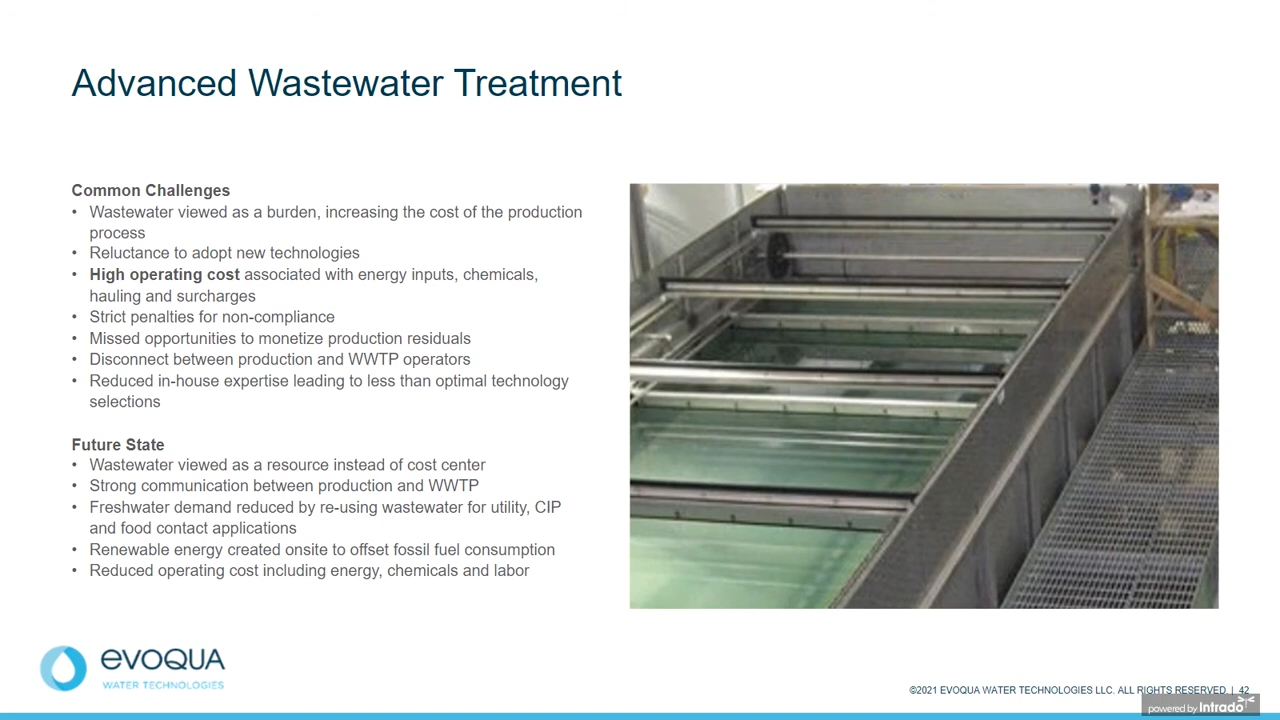 Advanced Wastewater Treatment
Common Challenges
• Wastewater viewed as a burden, increasing the cost of the production
process
• Reluctance to adopt new technologies
• High operating cost associated with energy inputs, chemicals,
hauling and surcharges
• Strict penalties for non-compliance
• Missed opportunities to monetize production residuals
• Disconnect between production and WWTP operators
• Reduced in-house expertise leading to less than optimal technology
selections
Future State
• Wastewater viewed as a resource instead of cost center
• Strong communication between production and WWTP
• Freshwater demand reduced by re-using wastewater for utility, CIP
and food contact applications
• Renewable energy created onsite to offset fossil fuel consumption
• Reduced operating cost including energy, chemicals and labor
evoqua
WATER TECHNOLOGIES
©2021 EVOQUA WATER TECHNOLOGIES LLC. ALL RIGHTS RESERVED. | 42
powered by Intrado